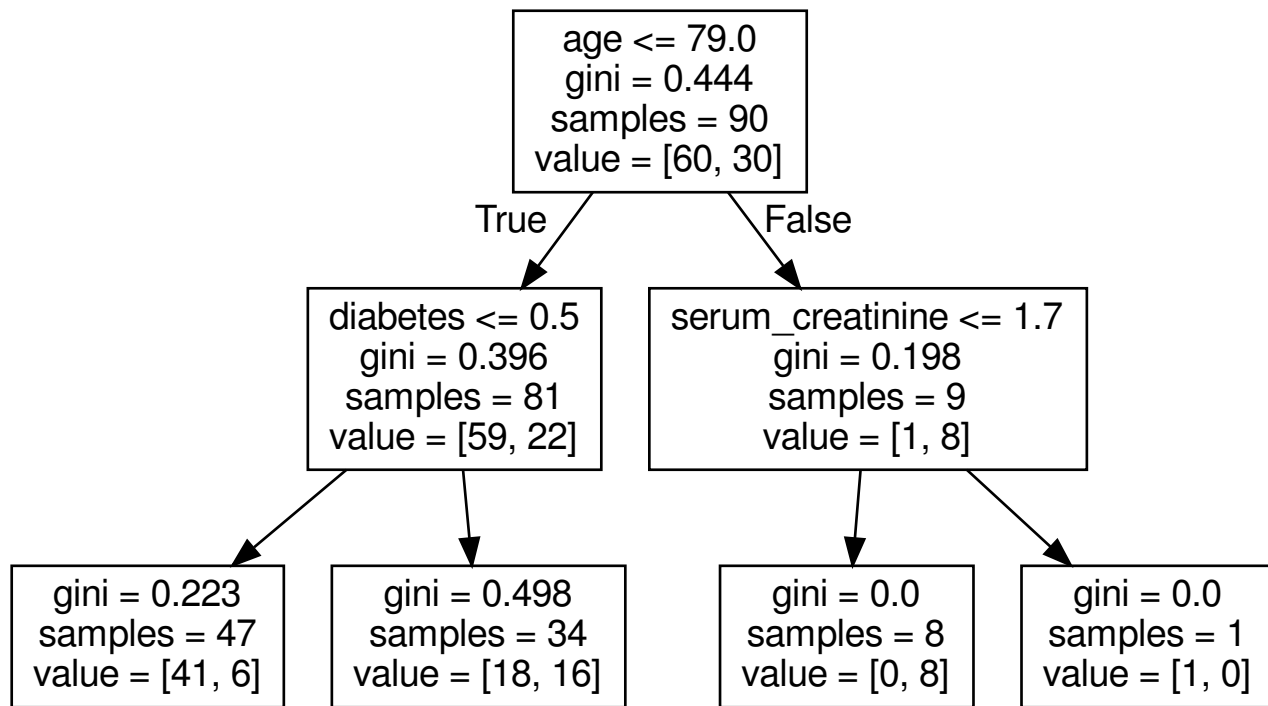 age <= 79.0
gini = 0.444
samples = 90
value = [60, 30]
True
False
diabetes <= 0.5
gini = 0.396
samples = 81
value = [59, 22]
serum_creatinine <= 1.7
gini = 0.198
samples = 9
value = [1, 8]
gini = 0.223
samples = 47
value = [41, 6]
gini = 0.498
samples = 34
value = [18, 16]
gini = 0.0
samples = 8
value = [0, 8]
gini = 0.0
samples = 1
value = [1, 0]